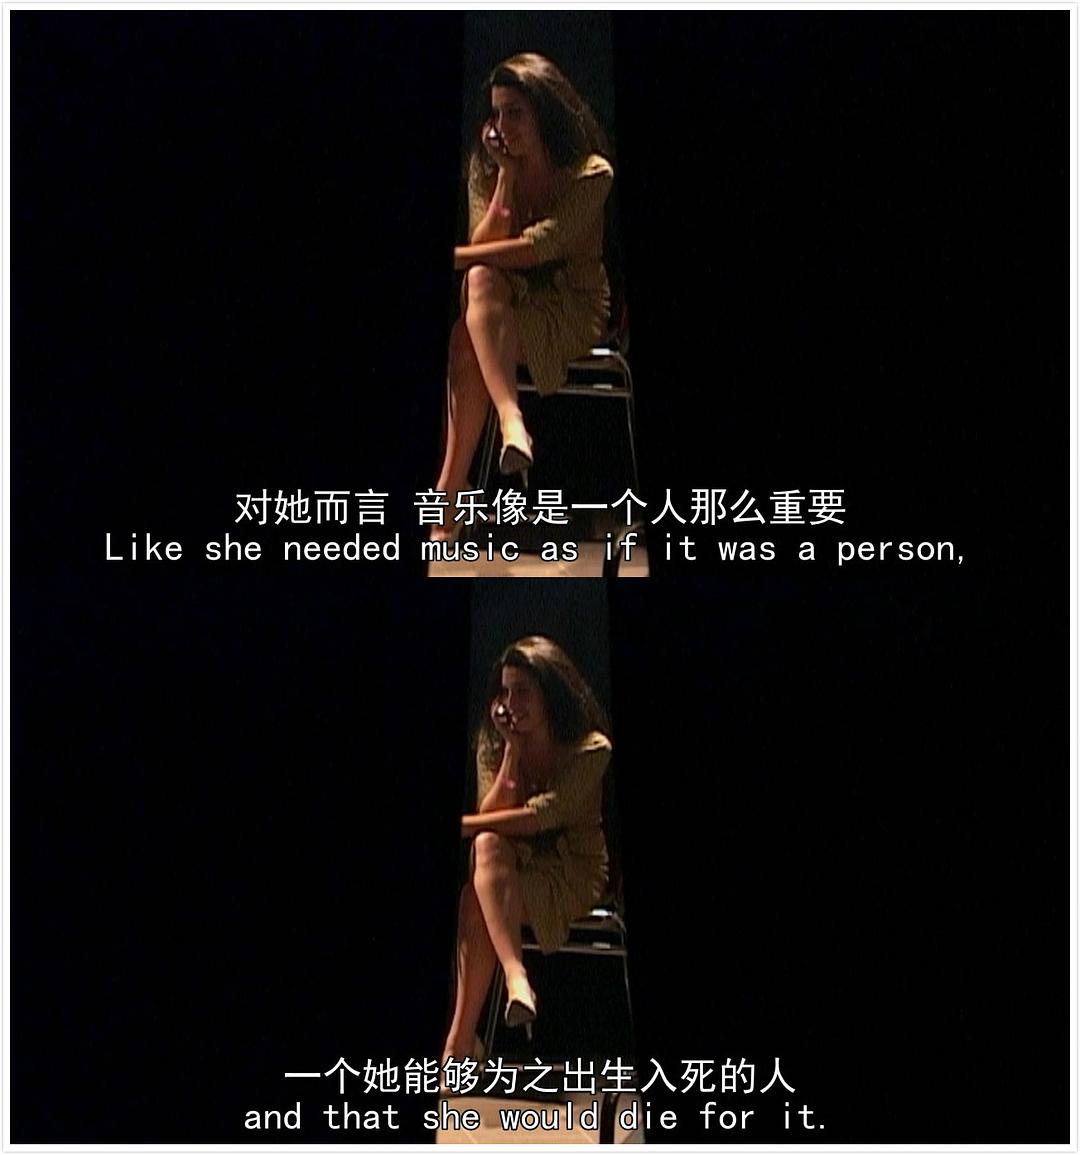 对她而言 音乐像是一个人那么重要
Like she needed music as if it was a person,
一个她能够为之出生入死的人
and that she would die for it.